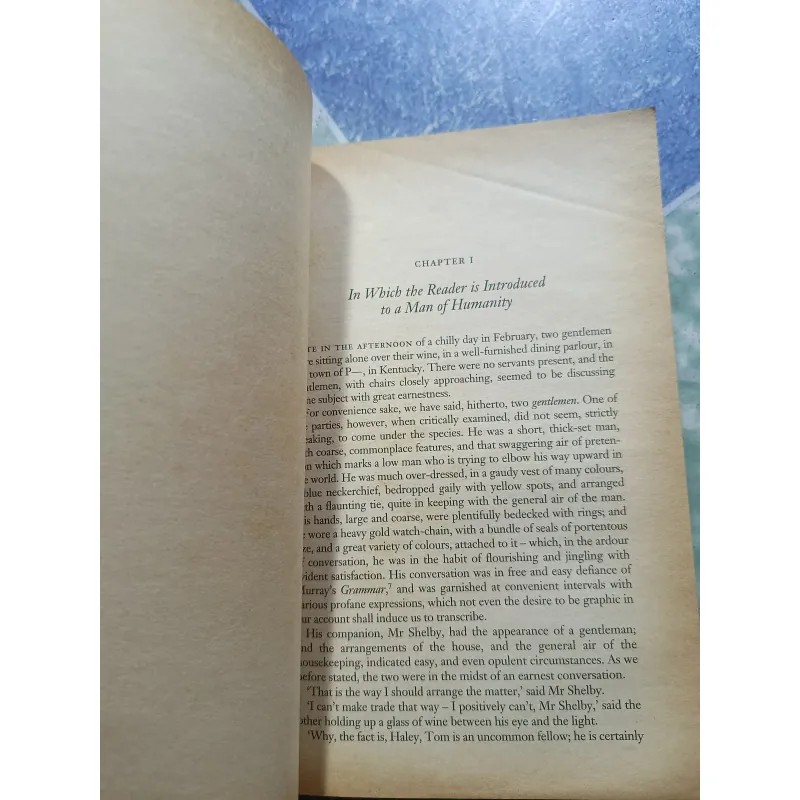 CHAPTER I
In Which the Reader is Introduced
to a Man of Humanity
TE IN THE AFTERNOON of a chilly day in February, two gentlemen
re sitting alone over their wine, in a well-furnished dining parlour, in
town of P—, in Kentucky. There were no servants present, and the
tlemen, with chairs closely approaching, seemed to be discussing
ne subject with great earnestness.
For convenience sake, we have said, hitherto, two gentlemen. One of
e parties, however, when critically examined, did not seem, strictly
eaking, to come under the species. He was a short, thick-set man,
th coarse, commonplace features, and that swaggering air of preten-
on which marks a low man who is trying to elbow his way upward in
e world. He was much over-dressed, in a gaudy vest of many colours,
blue neckerchief, bedropped gaily with yellow spots, and arranged
th a flaunting tie, quite in keeping with the general air of the man.
is hands, large and coarse, were plentifully bedecked with rings; and
e wore a heavy gold watch-chain, with a bundle of seals of portentous
ze, and a great variety of colours, attached to it – which, in the ardour
f conversation, he was in the habit of flourishing and jingling with
vident satisfaction. His conversation was in free and easy defiance of
Murray's Grammar,⁷ and was garnished at convenient intervals with
arious profane expressions, which not even the desire to be graphic in
ur account shall induce us to transcribe.
His companion, Mr Shelby, had the appearance of a gentleman;
nd the arrangements of the house, and the general air of the
ousekeeping, indicated easy, and even opulent circumstances. As we
efore stated, the two were in the midst of an earnest conversation.
'That is the way I should arrange the matter,' said Mr Shelby.
'I can't make trade that way – I positively can't, Mr Shelby,' said the
other holding up a glass of wine between his eye and the light.
'Why, the fact is, Haley, Tom is an uncommon fellow; he is certainly